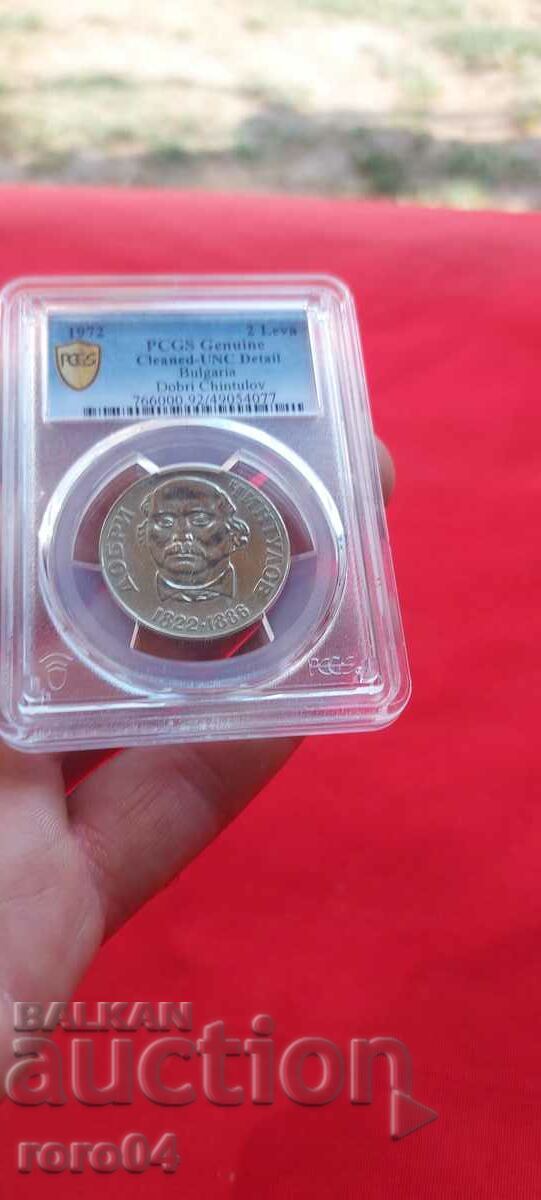 1972 2 Leva
PCGS PCGS Genuine
Cleaned-UNC Detail
Bulgaria
Dobri Chintulov
766000.92/49054077
ДОБРИ ЧИНТУЛОВ
1822·1886
PCGS
BALKAN
auction
roro04